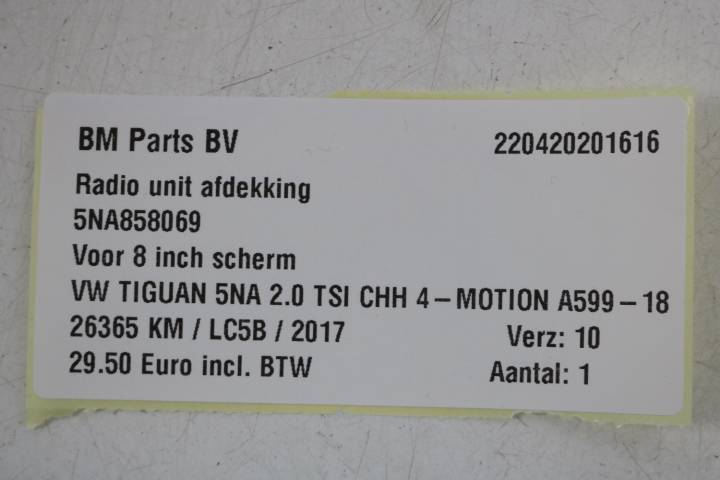 BM Parts BV 220420201616
Radio unit afdekking
5NA858069
Voor 8 inch scherm
VW TIGUAN 5NA 2.0 TSI CHH 4-MOTION A599-18
26365 KM / LC5B / 2017 Verz: 10
29.50 Euro incl. BTW Aantal: 1